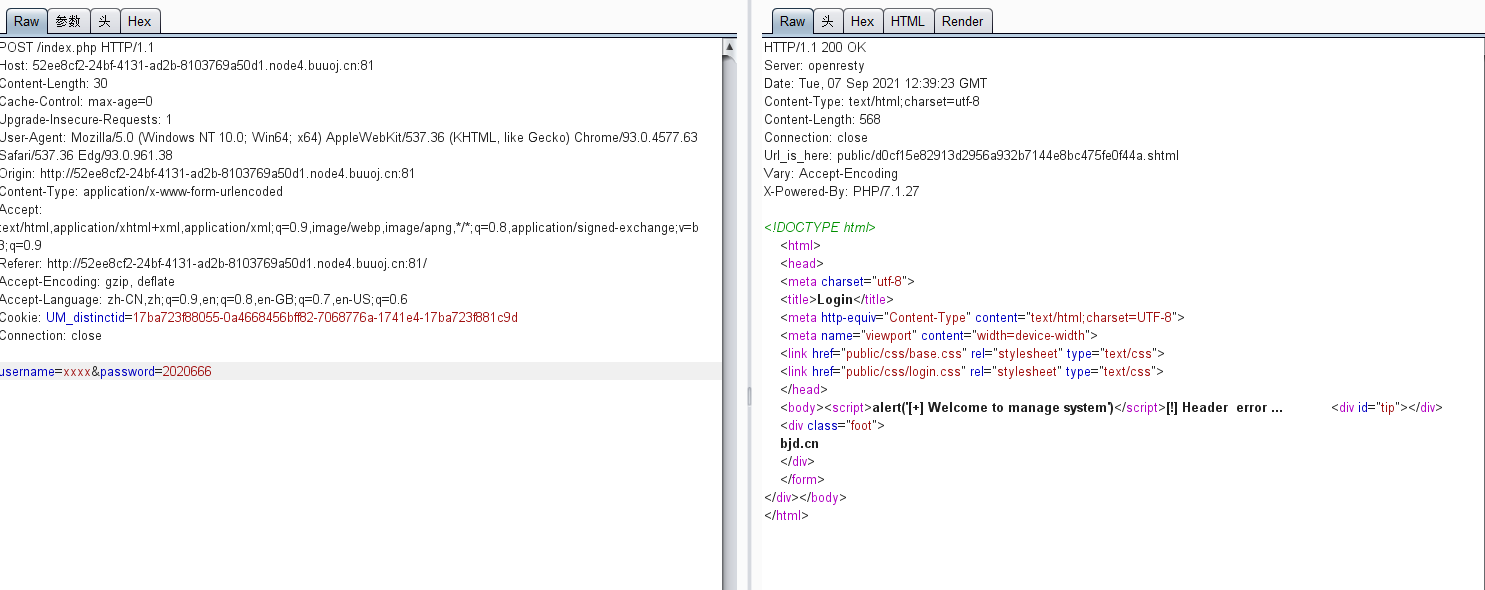 Raw 参数 头 Hex
POST /index.php HTTP/1.1
Host: 52ee8cf2-24bf-4131-ad2b-8103769a50d1.node4.buuoj.cn:81
Content-Length: 30
Cache-Control: max-age=0
Upgrade-Insecure-Requests: 1
User-Agent: Mozilla/5.0 (Windows NT 10.0; Win64; x64) AppleWebKit/537.36 (KHTML, like Gecko) Chrome/93.0.4577.63
Safari/537.36 Edg/93.0.961.38
Origin: http://52ee8cf2-24bf-4131-ad2b-8103769a50d1.node4.buuoj.cn:81
Content-Type: application/x-www-form-urlencoded
Accept:
text/html,application/xhtml+xml,application/xml;q=0.9,image/webp,image/apng,*/*;q=0.8,application/signed-exchange;v=b
3;q=0.9
Referer: http://52ee8cf2-24bf-4131-ad2b-8103769a50d1.node4.buuoj.cn:81/
Accept-Encoding: gzip, deflate
Accept-Language: zh-CN,zh;q=0.9,en;q=0.8,en-GB;q=0.7,en-US;q=0.6
Cookie: UM_distinctid=17ba723f88055-0a4668456bff82-7068776a-1741e4-17ba723f881c9d
Connection: close
username=xxxx&password=2020666
Raw 头 Hex HTML Render
HTTP/1.1 200 OK
Server: openresty
Date: Tue, 07 Sep 2021 12:39:23 GMT
Content-Type: text/html;charset=utf-8
Content-Length: 568
Connection: close
Url_is_here: public/d0cf15e82913d2956a932b7144e8bc475fe0f44a.shtml
Vary: Accept-Encoding
X-Powered-By: PHP/7.1.27
<!DOCTYPE html>
<html>
<head>
<meta charset="utf-8">
<title>Login</title>
<meta http-equiv="Content-Type" content="text/html;charset=UTF-8">
<meta name="viewport" content="width=device-width">
<link href="public/css/base.css" rel="stylesheet" type="text/css">
<link href="public/css/login.css" rel="stylesheet" type="text/css">
</head>
<body><script>alert('[+] Welcome to manage system')</script>[!] Header  error ... <div id="tip"></div>
<div class="foot">
bjd.cn
</div>
</form>
</div></body>
</html>